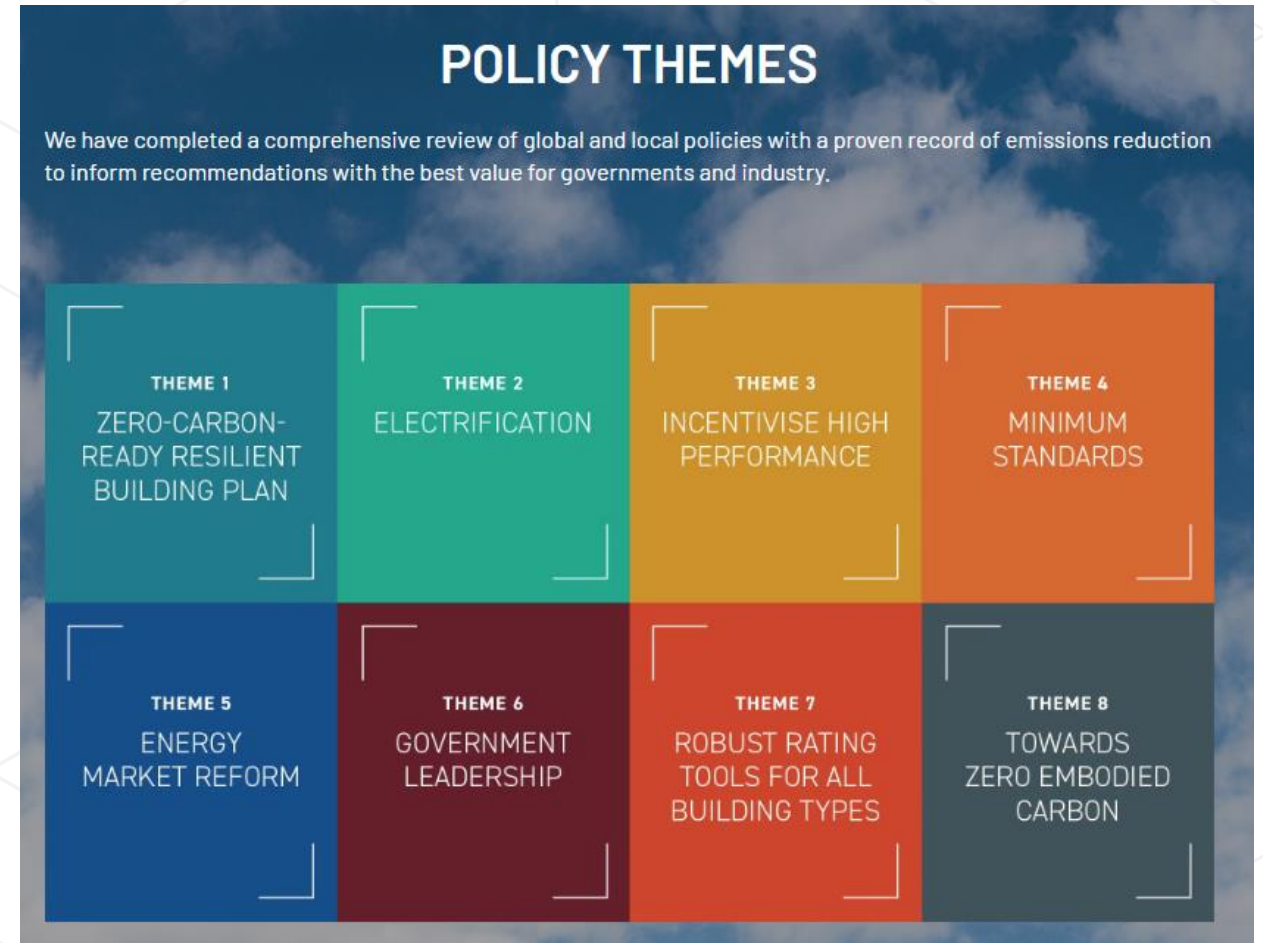 POLICY THEMES
We have completed a comprehensive review of global and local policies with a proven record of emissions reduction
to inform recommendations with the best value for governments and industry.
THEME 1
ZERO-CARBON-
READY RESILIENT
BUILDING PLAN
THEME 2
ELECTRIFICATION
THEME 3
INCENTIVISE HIGH
PERFORMANCE
THEME 4
MINIMUM
STANDARDS
THEME 5
ENERGY
MARKET REFORM
THEME 6
GOVERNMENT
LEADERSHIP
THEME 7
ROBUST RATING
TOOLS FOR ALL
BUILDING TYPES
THEME 8
TOWARDS
ZERO EMBODIED
CARBON